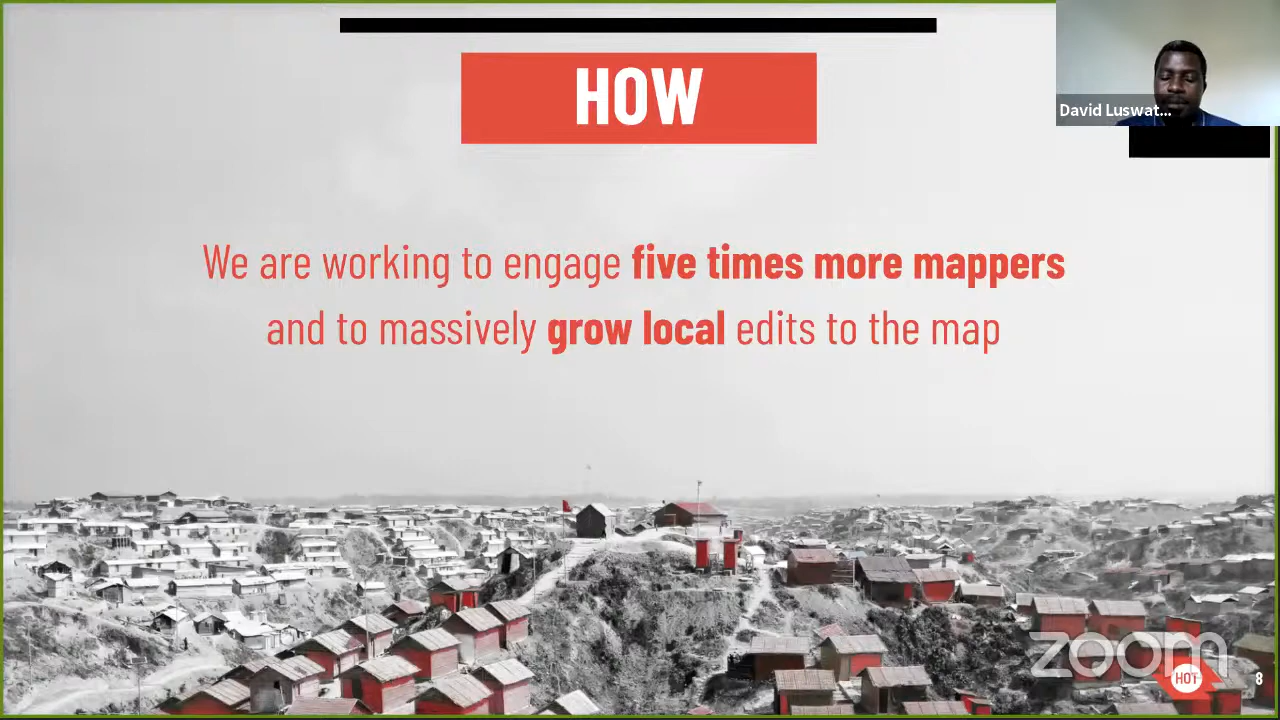 HOW
David Luswat...
We are working to engage five times more mappers
and to massively grow local edits to the map
zoom
HOT
8